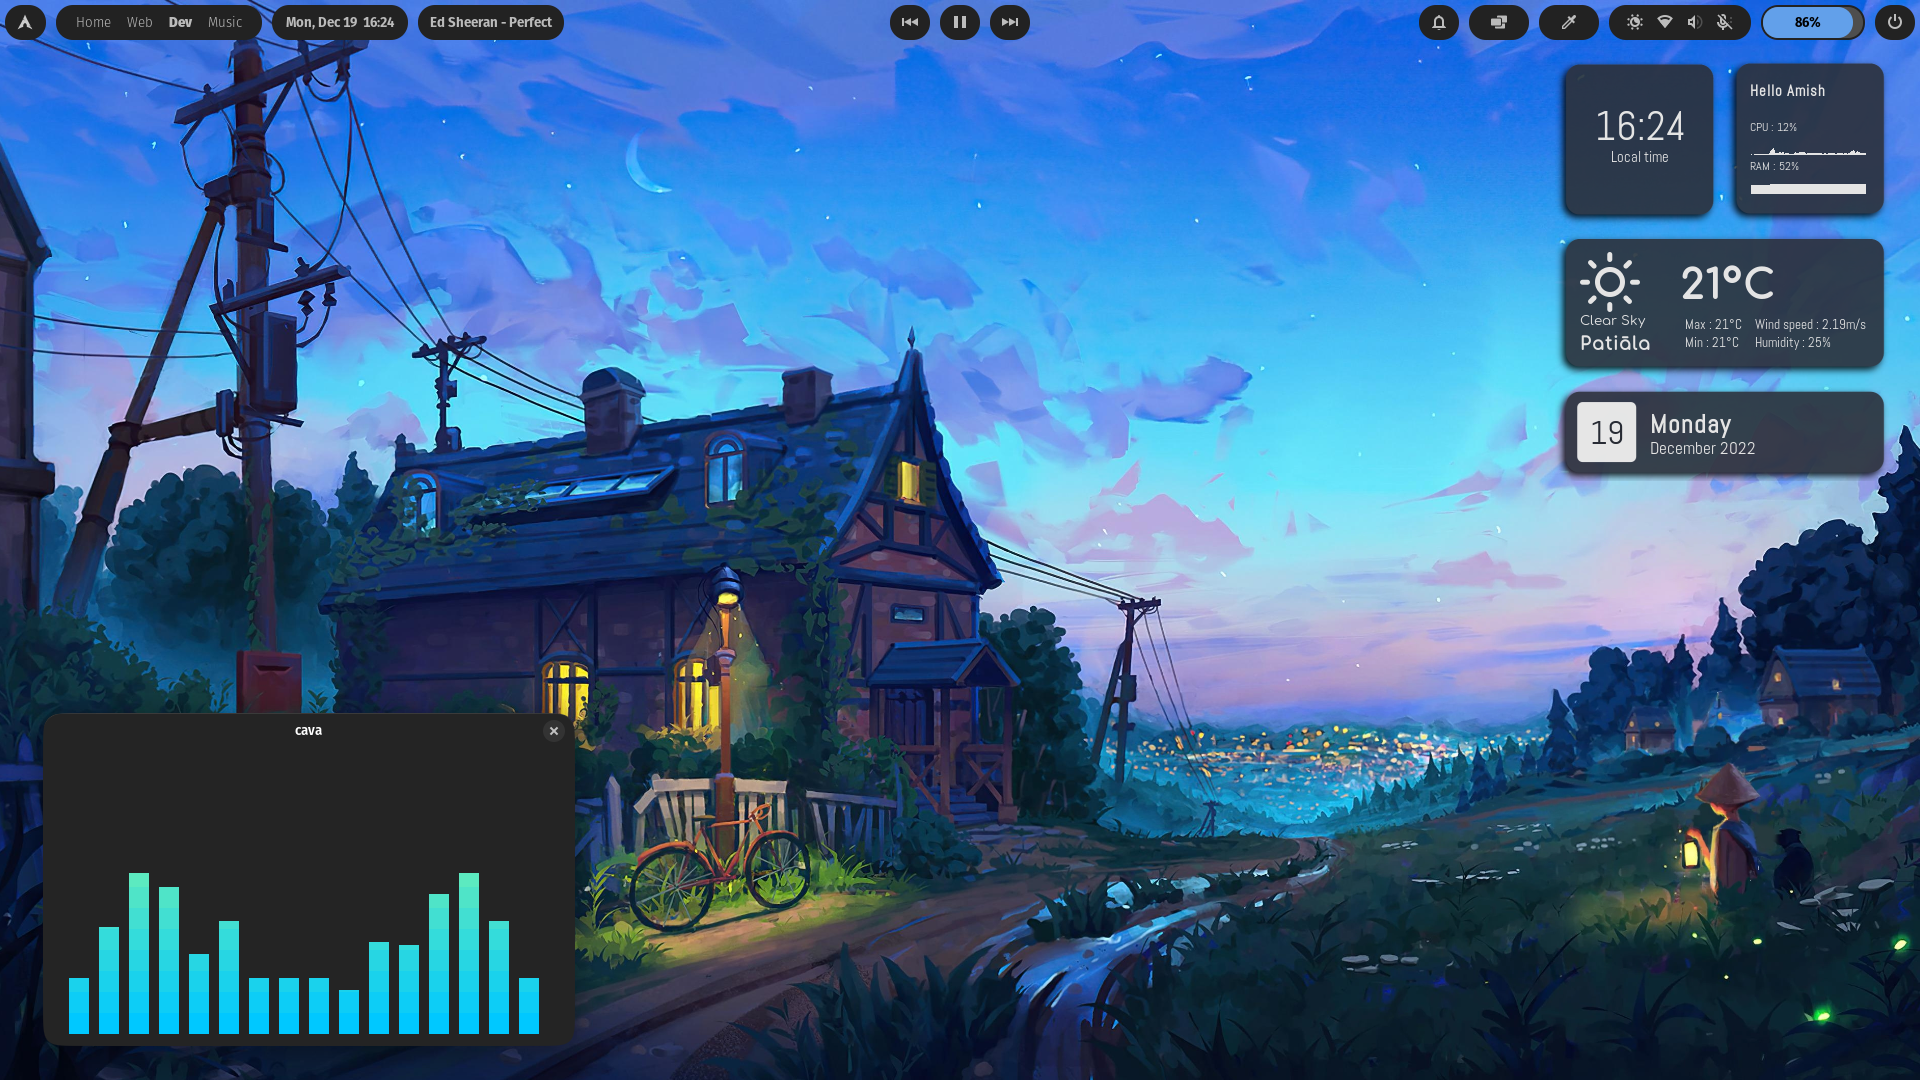 Home Web Dev Music
Mon, Dec 19 16:24
Ed Sheeran - Perfect
86%
16:24
Local time
Hello Amish
CPU : 12%
RAM : 52%
21°C
Clear Sky
Patiāla
Max : 21°C Wind speed : 2.19m/s
Min : 21°C Humidity : 25%
19
Monday
December 2022
cava